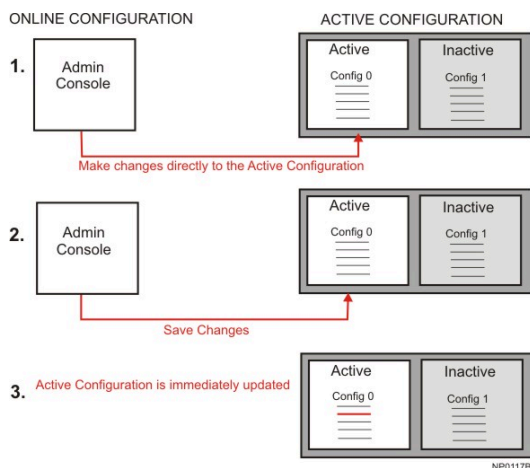 ONLINE CONFIGURATION
ACTIVE CONFIGURATION
1.
Admin
Console
Active
Config 0
Inactive
Config 1
Make changes directly to the Active Configuration
2.
Admin
Console
Active
Config 0
Inactive
Config 1
Save Changes
3.
Active Configuration is immediately updated
Active
Config 0
Inactive
Config 1
NP0117B